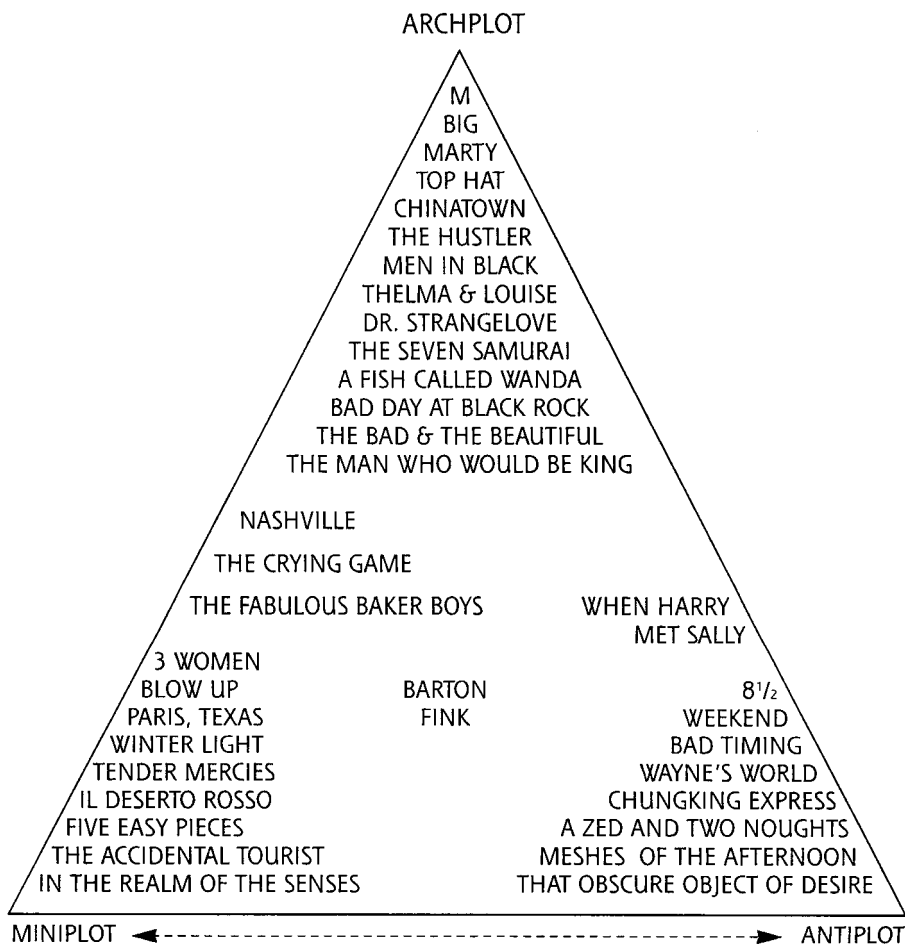 ARCHPLOT
M
BIG
MARTY
TOP HAT
CHINATOWN
THE HUSTLER
MEN IN BLACK
THELMA & LOUISE
DR. STRANGELOVE
THE SEVEN SAMURAI
A FISH CALLED WANDA
BAD DAY AT BLACK ROCK
THE BAD & THE BEAUTIFUL
THE MAN WHO WOULD BE KING
NASHVILLE
THE CRYING GAME
THE FABULOUS BAKER BOYS
WHEN HARRY
MET SALLY
3 WOMEN
BLOW UP
PARIS, TEXAS
WINTER LIGHT
TENDER MERCIES
IL DESERTO ROSSO
FIVE EASY PIECES
THE ACCIDENTAL TOURIST
IN THE REALM OF THE SENSES
BARTON
FINK
8 1/2
WEEKEND
BAD TIMING
WAYNE'S WORLD
CHUNGKING EXPRESS
A ZED AND TWO NOUGHTS
MESHES OF THE AFTERNOON
THAT OBSCURE OBJECT OF DESIRE
MINIPLOT
ANTIPLOT